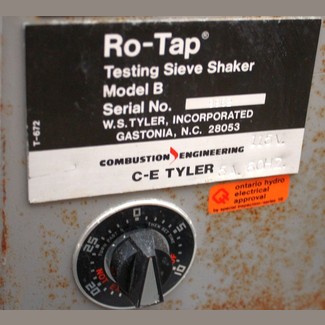 Ro-Tap®
Testing Sieve Shaker
Model B
Serial No.
W.S. TYLER, INCORPORATED
GASTONIA, N.C. 28053
T-672
COMBUSTION ENGINEERING
C-E TYLER
ontario hydro
electrical
approval
0
5
10
20
25